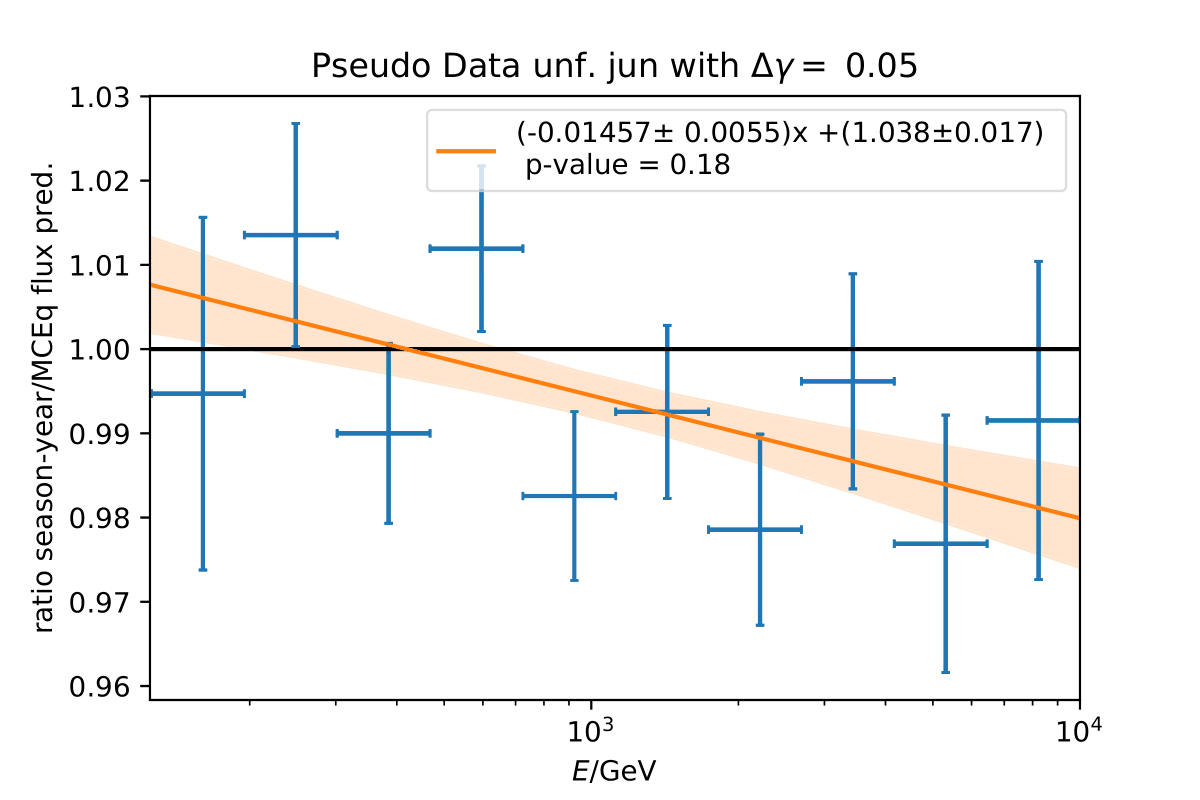 Pseudo Data unf. jun with Δγ = 0.05
(-0.01457± 0.0055)x +(1.038±0.017)
p-value = 0.18
ratio season-year/MCEq flux pred.
1.03
1.02
1.01
1.00
0.99
0.98
0.97
0.96
10³
10⁴
E/GeV